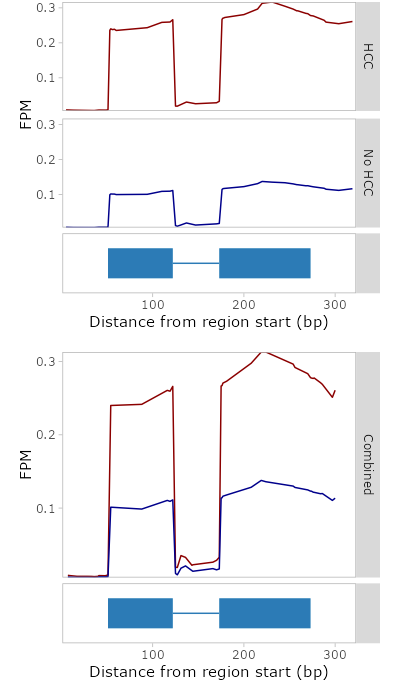 0.3
0.2
0.1
HCC
FPM
0.3
0.2
0.1
No HCC
100 200 300
Distance from region start (bp)
0.3
0.2
0.1
FPM
Combined
100 200 300
Distance from region start (bp)